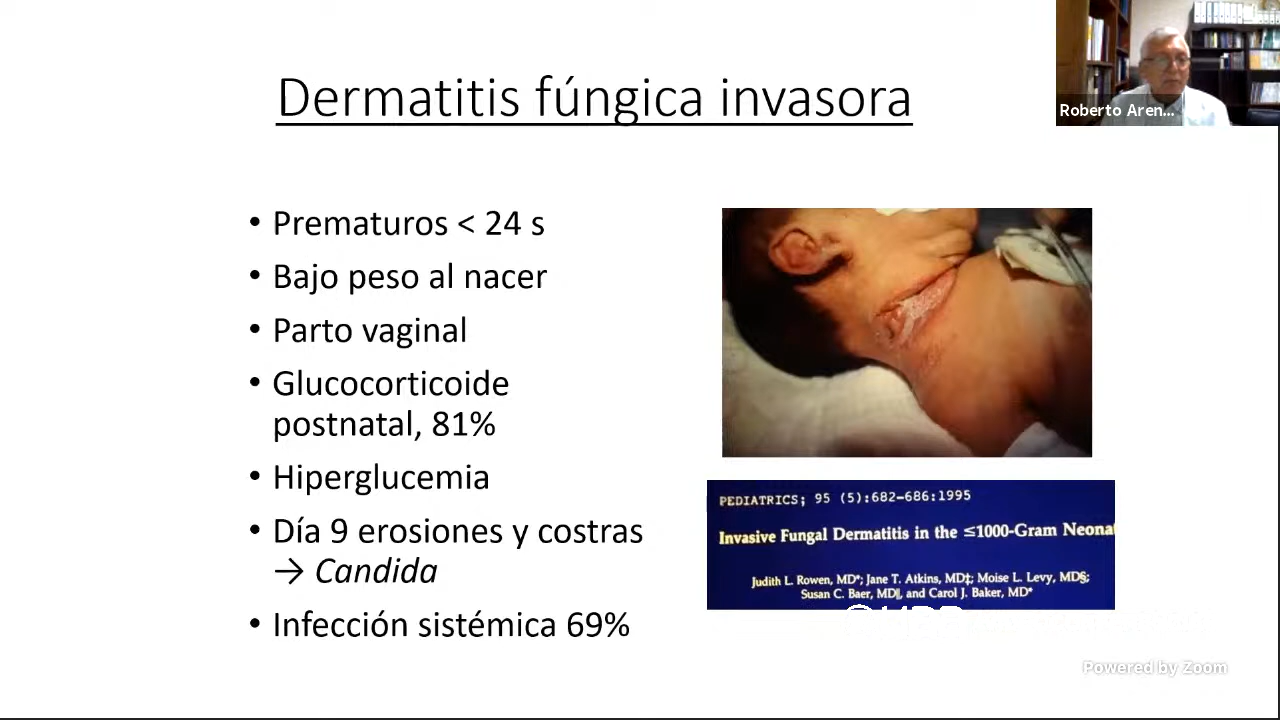 Dermatitis fúngica invasora
Roberto Aren...
• Prematuros < 24 s
• Bajo peso al nacer
• Parto vaginal
• Glucocorticoide
postnatal, 81%
• Hiperglucemia
• Día 9 erosiones y costras
→ Candida
• Infección sistémica 69%
PEDIATRICS; 95 (5):682-686:1995
Invasive Fungal Dermatitis in the ≤1000-Gram Neonat
Judith L. Rowen, MD*; Jane T. Atkins, MD‡; Moise L. Levy, MD§;
Susan C. Baer, MD‖, and Carol J. Baker, MD*
Powered by Zoom